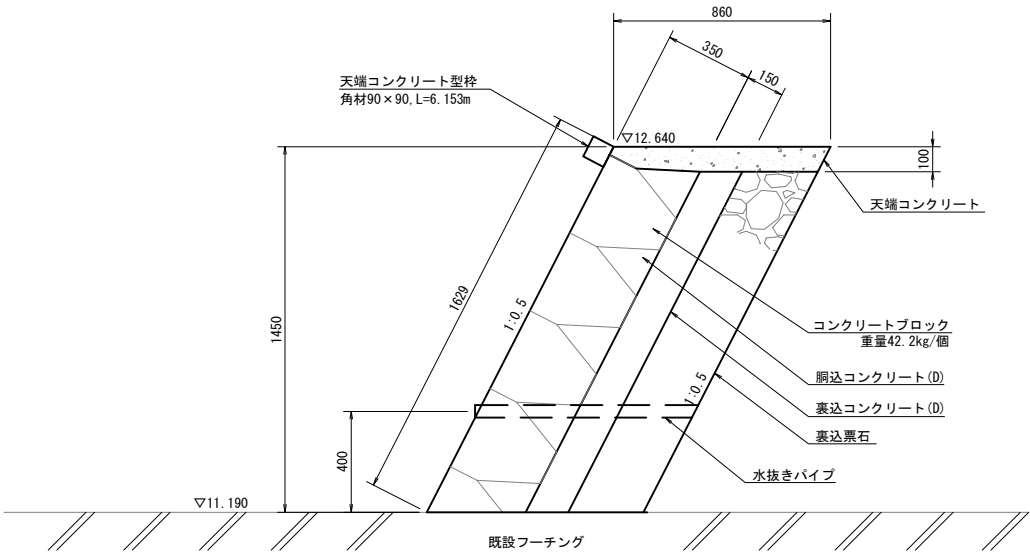 860
350
150
天端コンクリート型枠
角材90×90,L=6.153m
▽12.640
100
天端コンクリート
1629
1:0.5
1450
コンクリートブロック
重量42.2kg/個
胴込コンクリート(D)
1:0.5
裏込コンクリート(D)
裏込票石
400
水抜きパイプ
▽11.190
既設フーチング